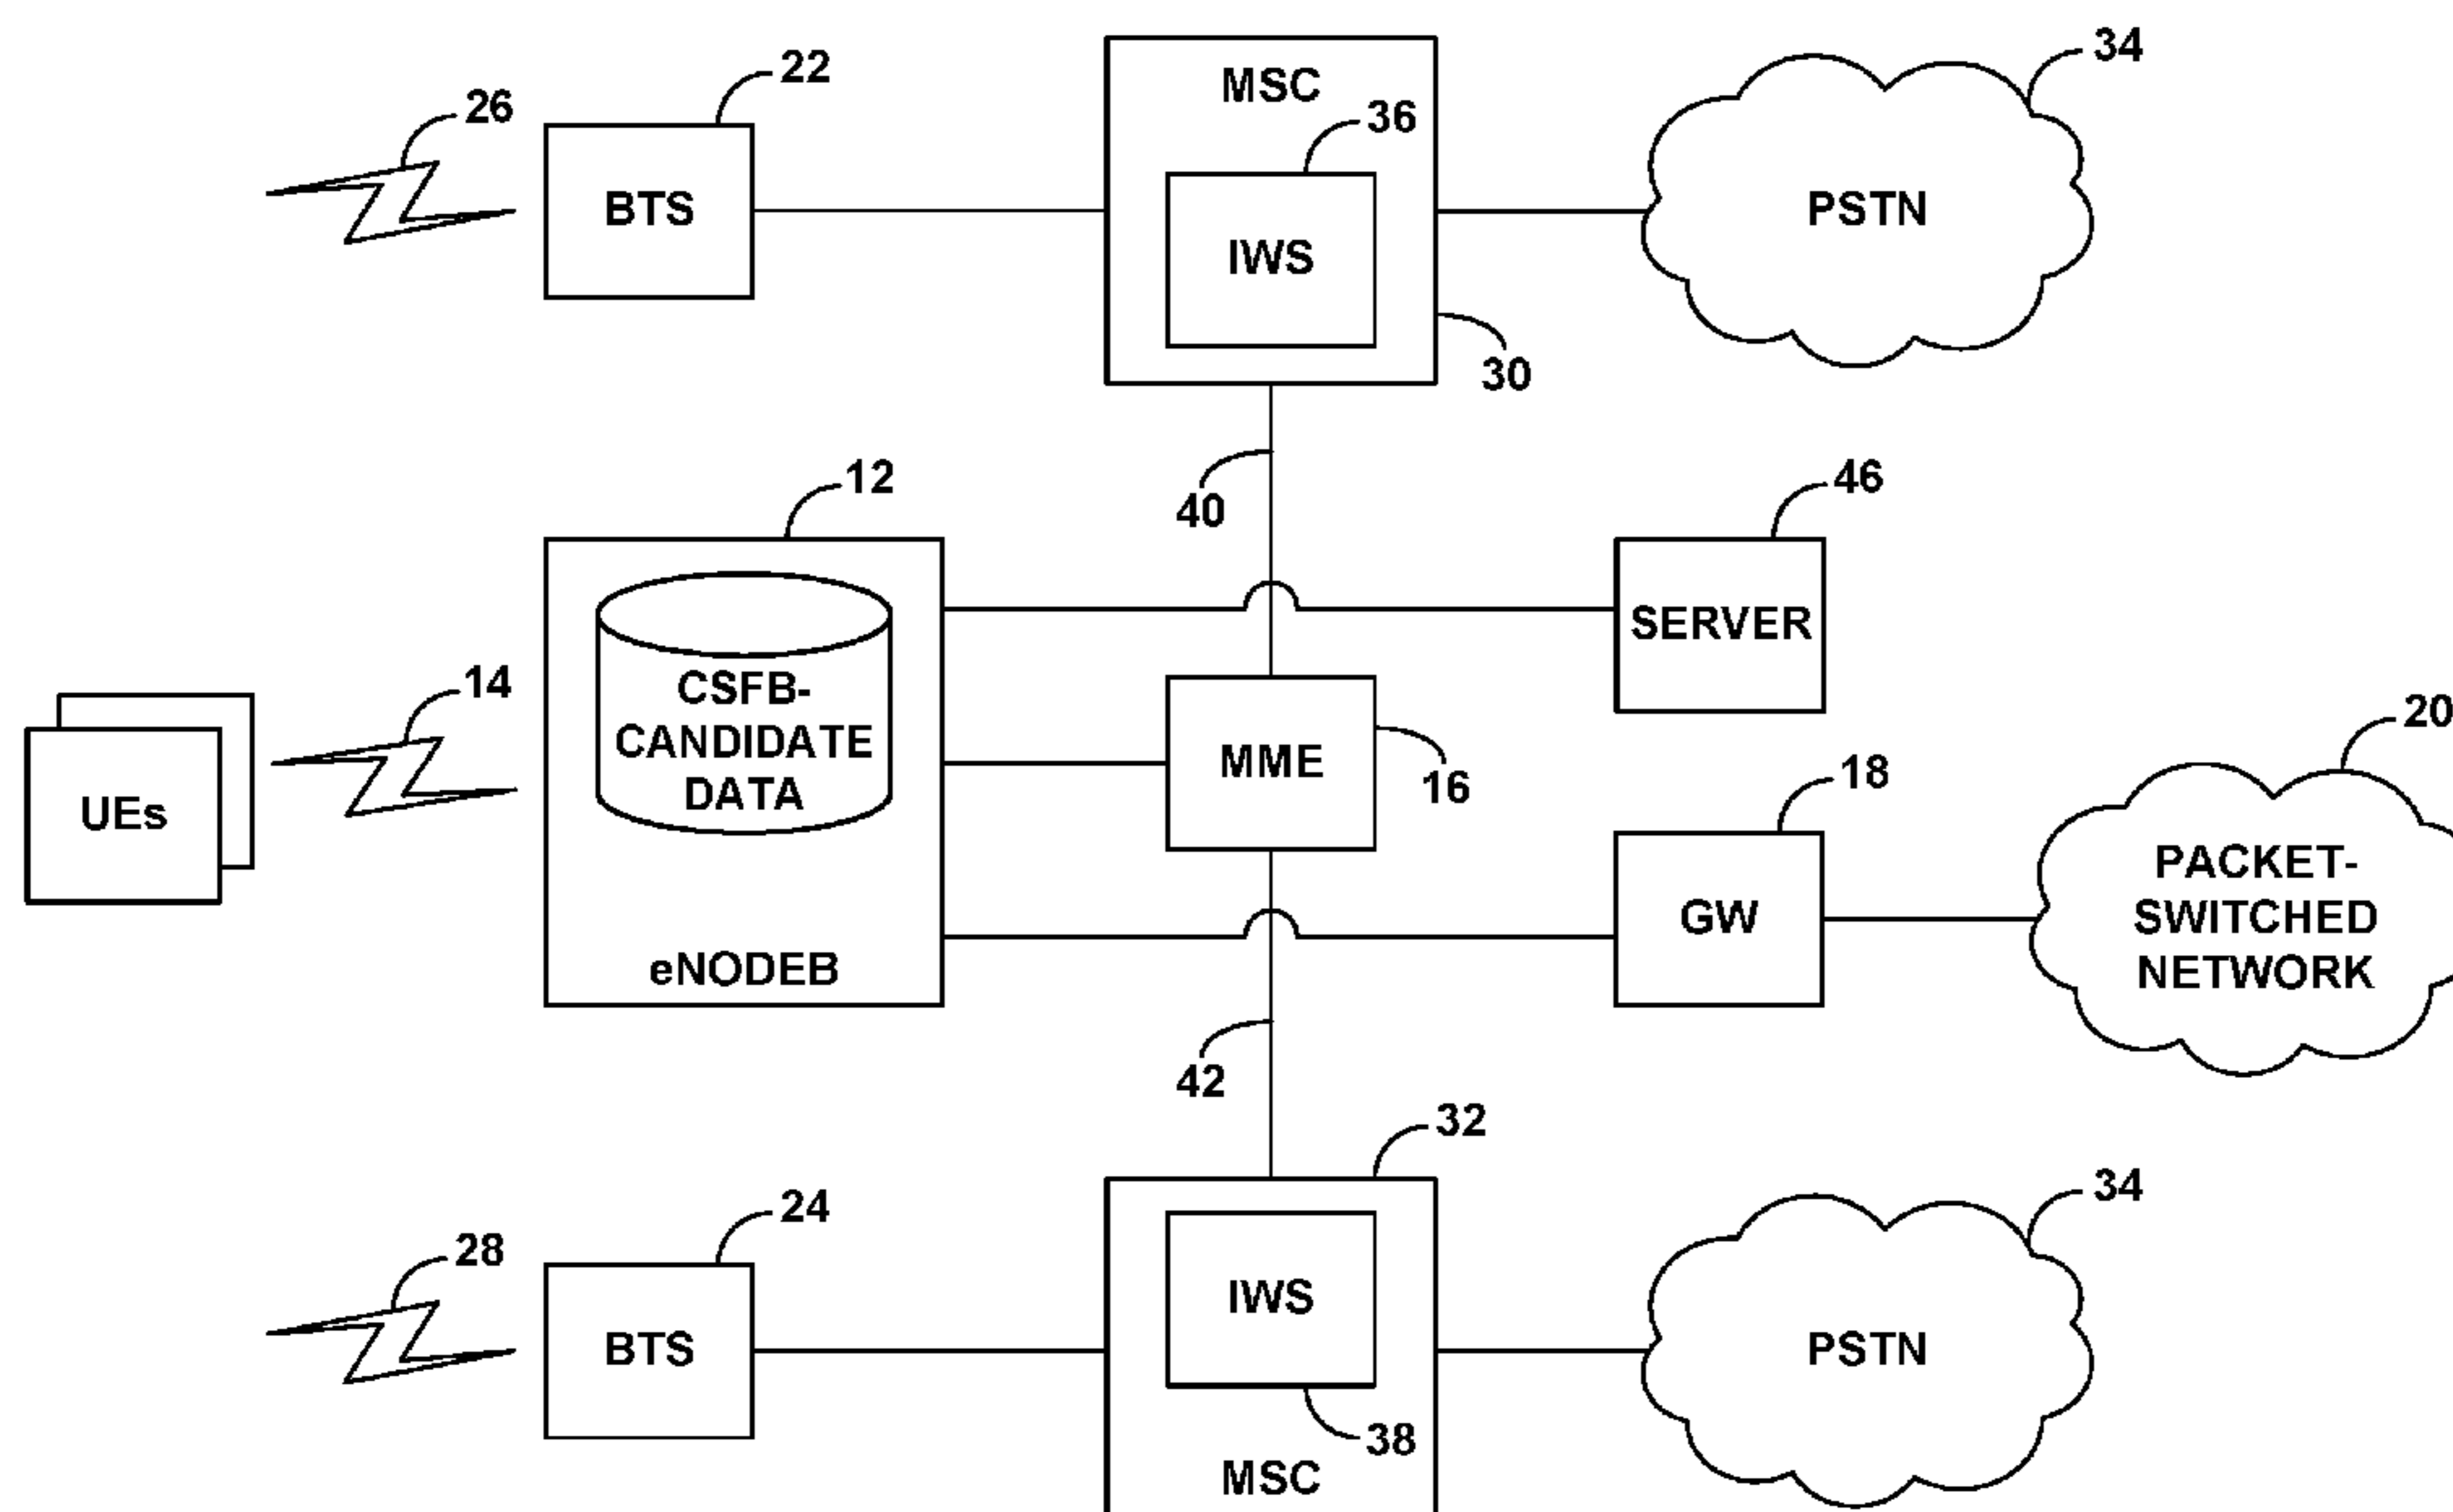 22
MSC
34
26
36
BTS
IWS
PSTN
30
12
40
46
CSFB-
CANDIDATE
DATA
SERVER
14
UEs
MME
16
18
20
GW
PACKET-
SWITCHED
NETWORK
eNODEB
42
32
24
34
28
BTS
IWS
PSTN
38
MSC